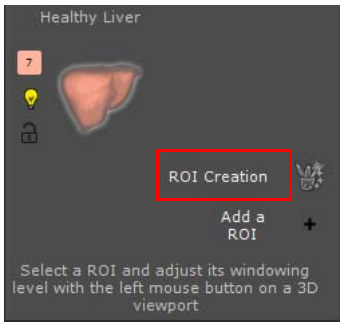 Healthy Liver
7
ROI Creation
Add a
ROI
Select a ROI and adjust its windowing
level with the left mouse button on a 3D
viewport